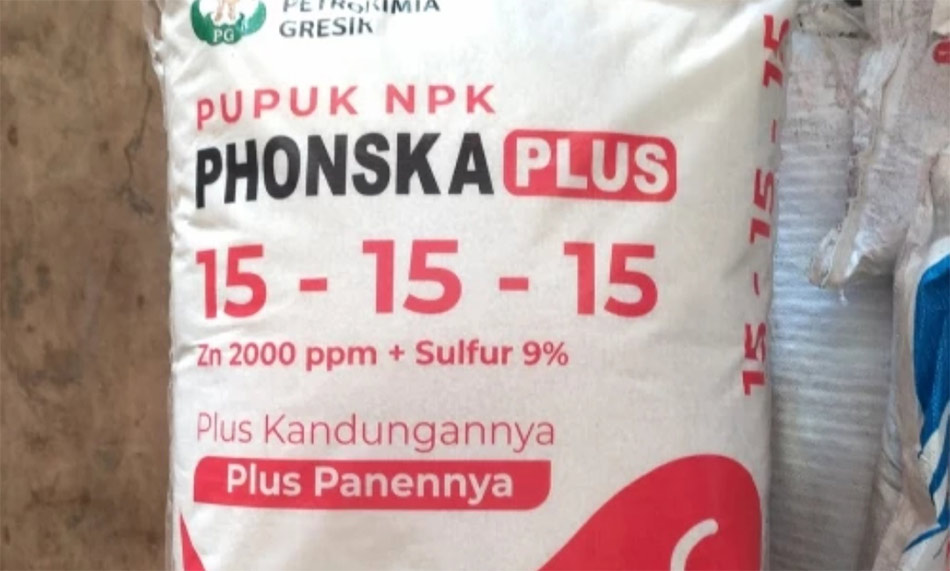 PETROKIMIA
GRESIK
PG
PUPUK NPK
PHONSKA PLUS
15 - 15 - 15
Zn 2000 ppm + Sulfur 9%
Plus Kandungannya
Plus Panennya
15 - 15 - 15